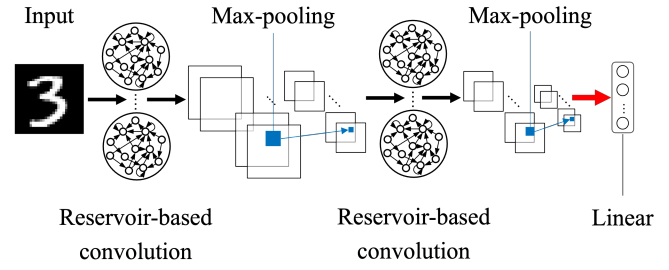 Input
Max-pooling
Max-pooling
3
Reservoir-based
convolution
Reservoir-based
convolution
Linear